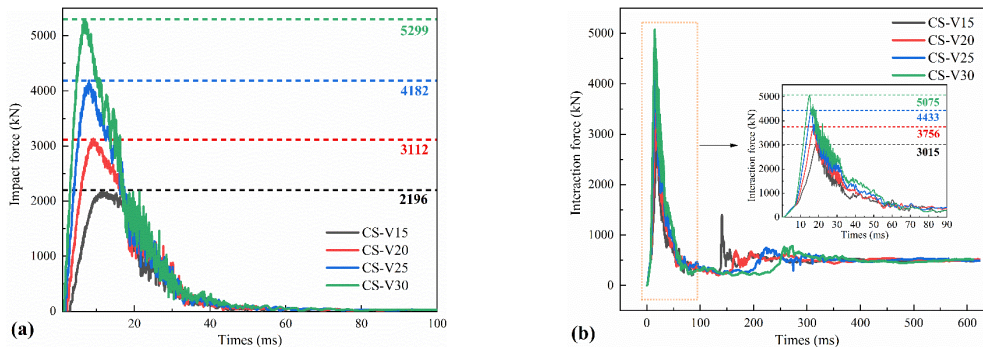 5299
4182
3112
2196
5000
4000
3000
2000
1000
0
Impact force (kN)
CS-V15
CS-V20
CS-V25
CS-V30
20
40
60
80
100
Times (ms)
(a)
5000
4000
3000
2000
1000
0
Interaction force (kN)
CS-V15
CS-V20
CS-V25
CS-V30
5000
4000
3000
2000
1000
0
Interaction force (kN)
5075
4433
3756
3015
0 10 20 30 40 50 60 70 80 90
Times (ms)
0
100
200
300
400
500
600
Times (ms)
(b)